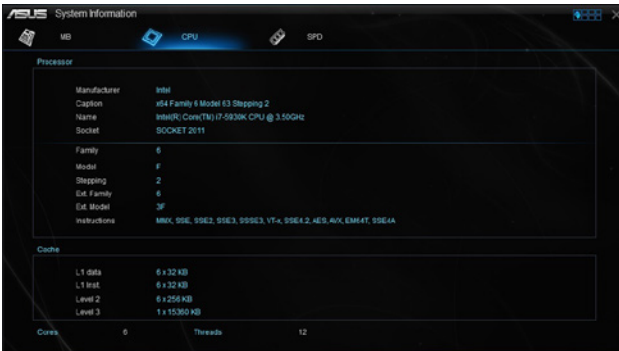 ASUS System Information
MB CPU SPD
Processor
Manufacturer Intel
Caption x64 Family 6 Model 63 Stepping 2
Name Intel(R) Core(TM) i7-5930K CPU @ 3.50GHz
Socket SOCKET 2011
Family 6
Model F
Stepping 2
Ext. Family 6
Ext. Model 3F
Instructions MMX, SSE, SSE2, SSE3, SSSE3, VT-x, SSE4.2, AES, AVX, EM64T, SSE4A
Cache
L1 data 6 x 32 KB
L1 Inst. 6 x 32 KB
Level 2 6 x 256 KB
Level 3 1 x 15360 KB
Cores 6 Threads 12